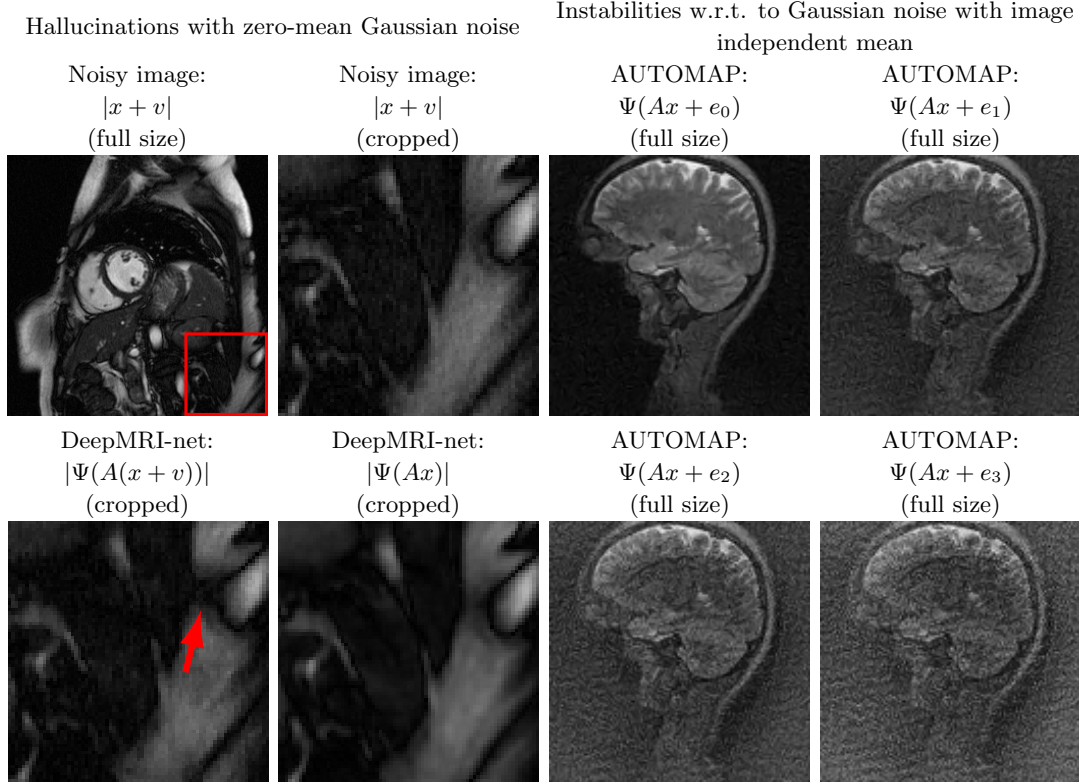 Hallucinations with zero-mean Gaussian noise
Instabilities w.r.t. to Gaussian noise with image
independent mean
Noisy image:
|x + v|
(full size)
Noisy image:
|x + v|
(cropped)
AUTOMAP:
Ψ(Ax + e₀)
(full size)
AUTOMAP:
Ψ(Ax + e₁)
(full size)
DeepMRI-net:
|Ψ(A(x + v))|
(cropped)
DeepMRI-net:
|Ψ(Ax)|
(cropped)
AUTOMAP:
Ψ(Ax + e₂)
(full size)
AUTOMAP:
Ψ(Ax + e₃)
(full size)